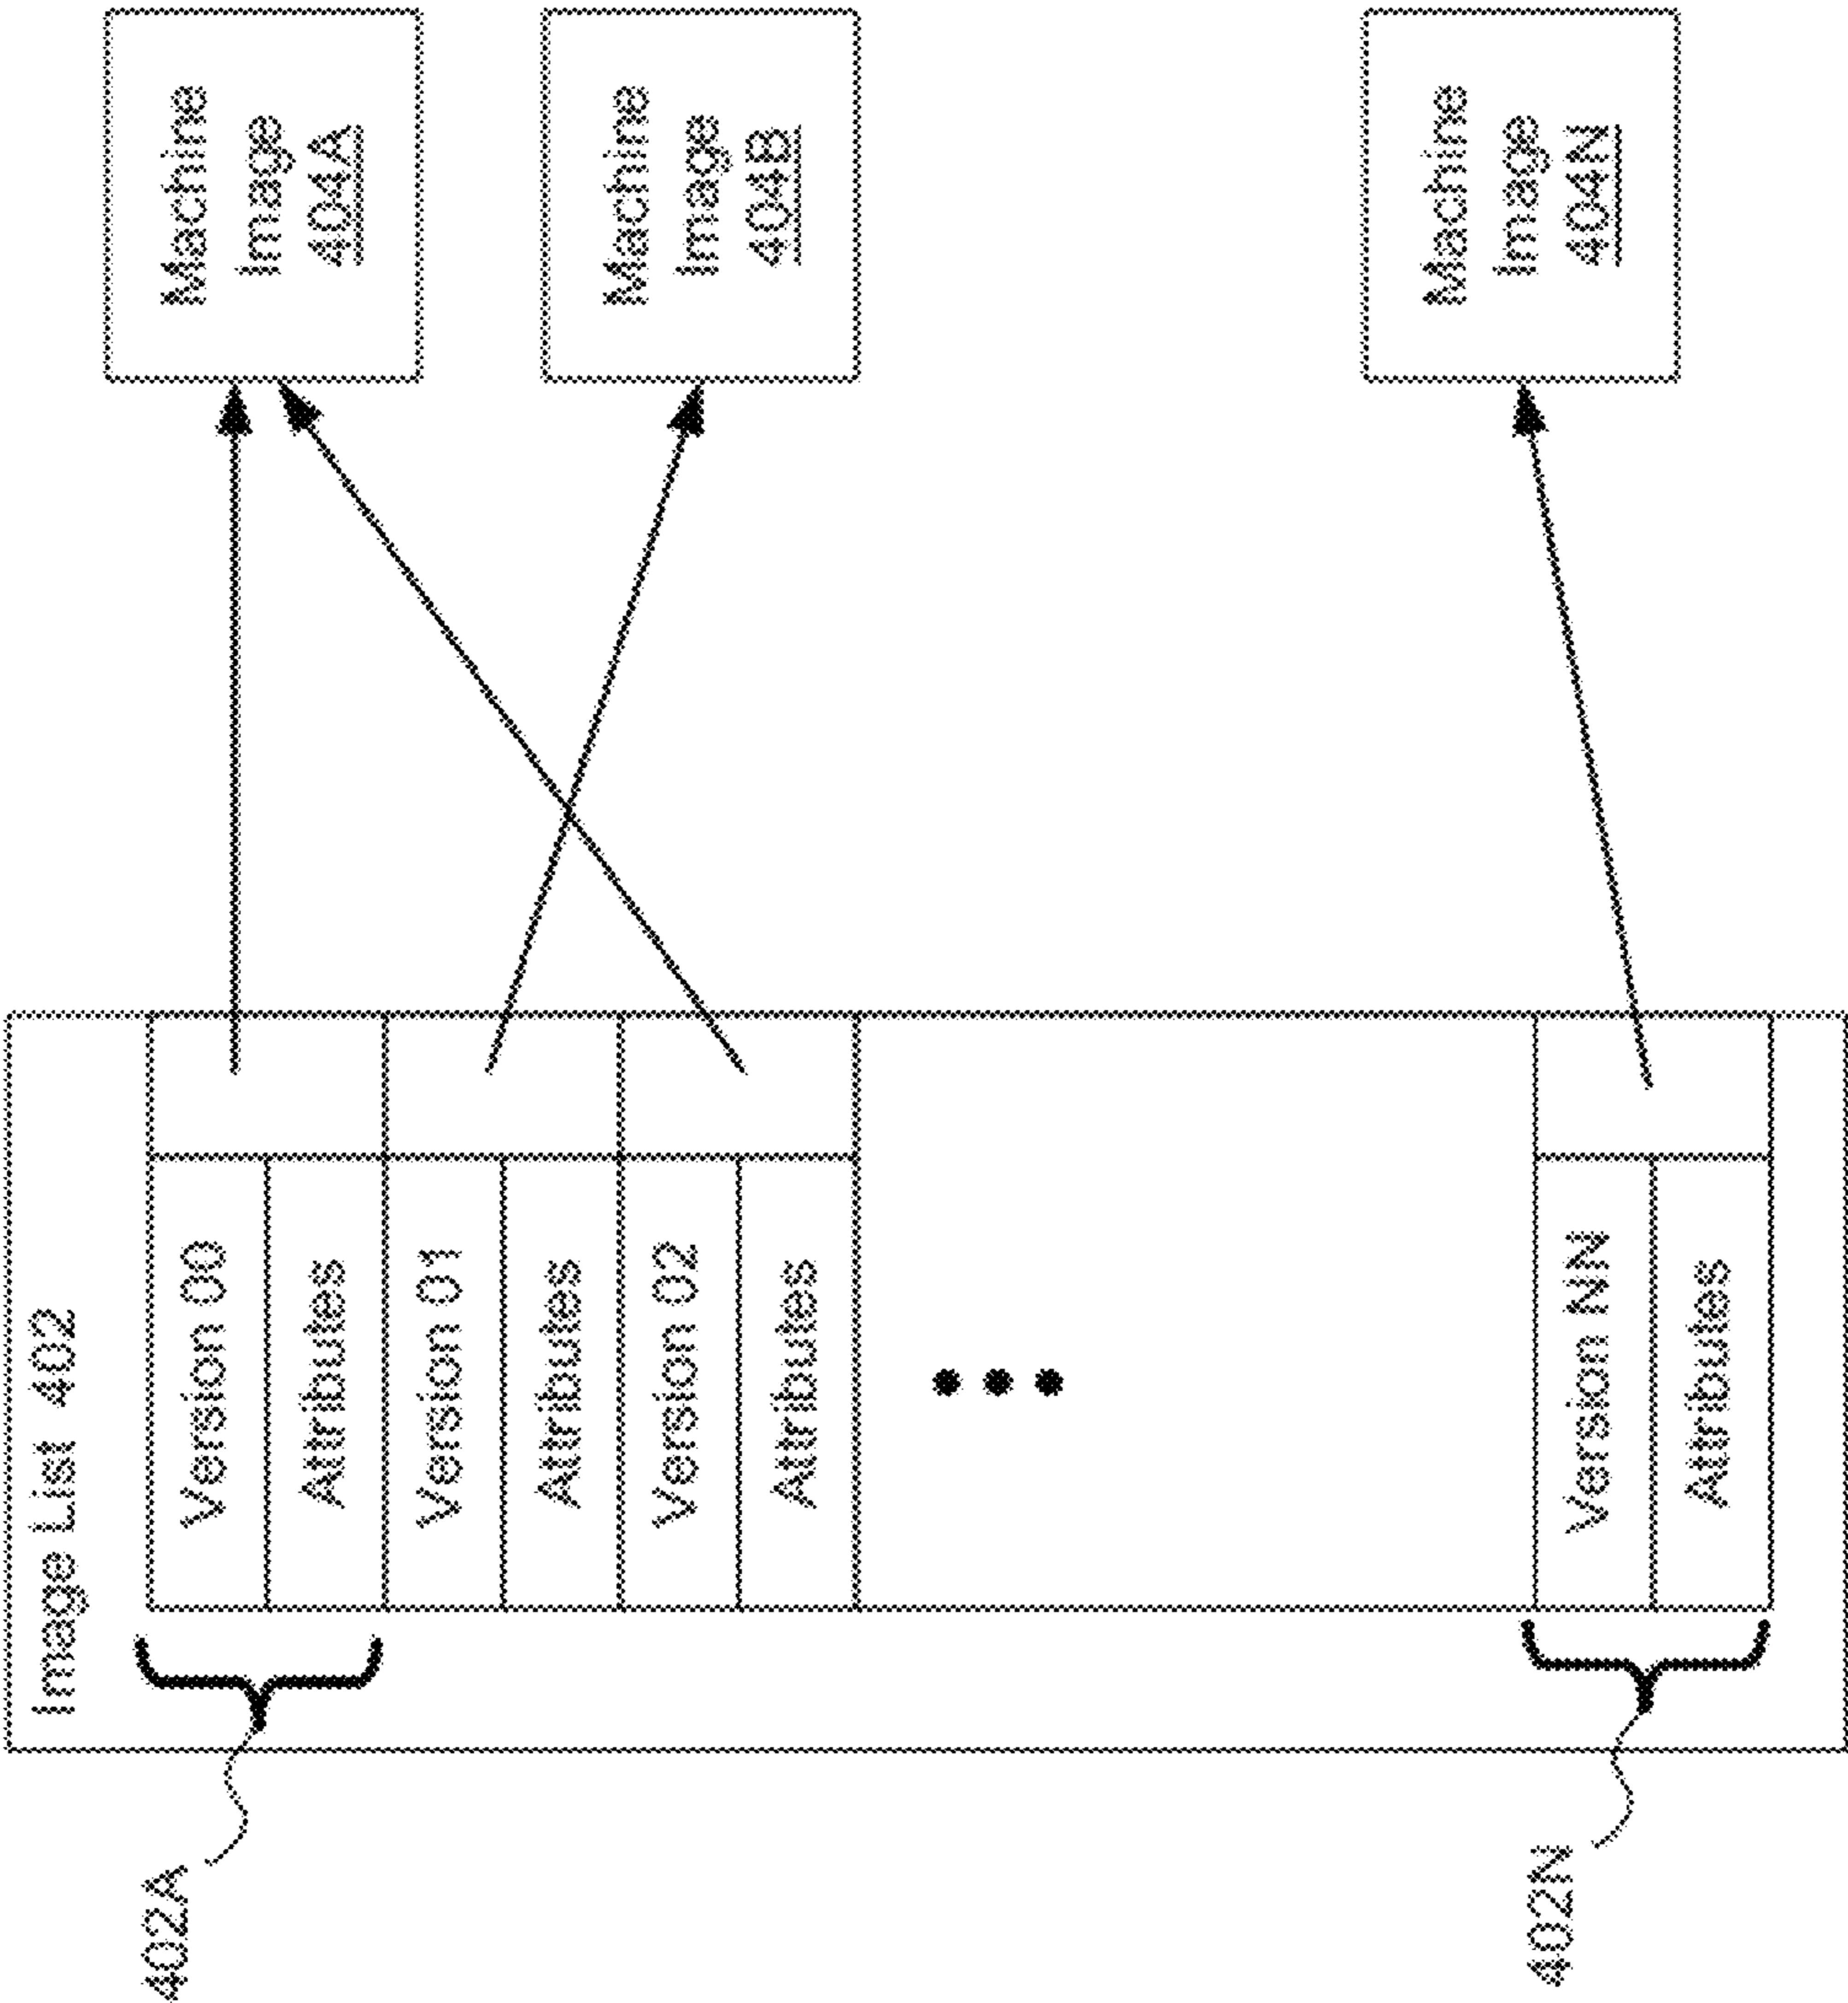 Image List 402
402A
Version 00
Attributes
Version 01
Attributes
Version 02
Attributes
402N
Version NN
Attributes
Machine
Image
404A
Machine
Image
404B
Machine
Image
404N